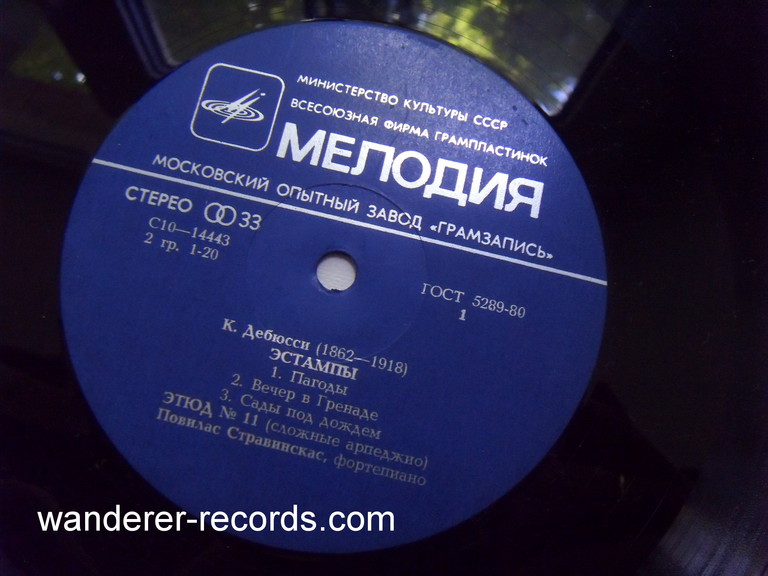 МИНИСТЕРСТВО КУЛЬТУРЫ СССР
ВСЕСОЮЗНАЯ ФИРМА ГРАМПЛАСТИНОК
МЕЛОДИЯ
МОСКОВСКИЙ ОПЫТНЫЙ ЗАВОД «ГРАМЗАПИСЬ»
СТЕРЕО 33
С10—14443
2 гр. 1-20
ГОСТ 5289-80
1
К. Дебюсси (1862—1918)
ЭСТАМПЫ
1. Пагоды
2. Вечер в Гренаде
3. Сады под дождем
ЭТЮД № 11 (сложные арпеджио)
Повилас Стравинскас, фортепиано
wanderer-records.com